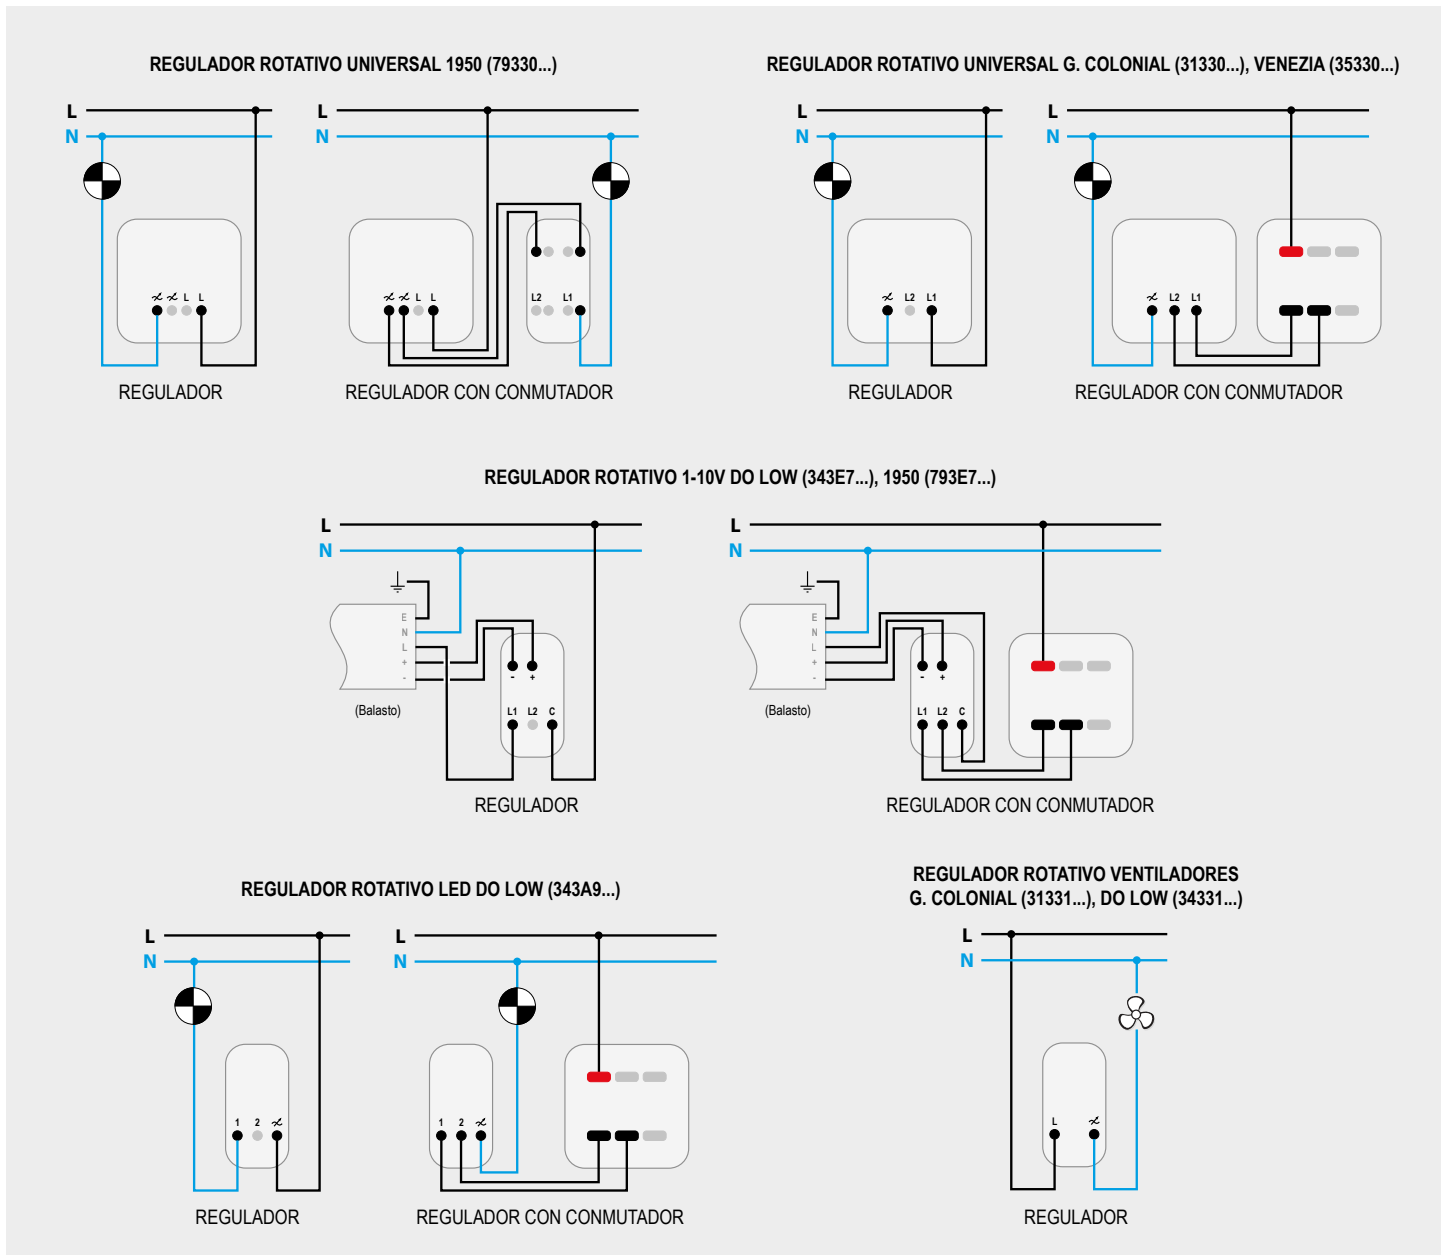 REGULADOR ROTATIVO UNIVERSAL 1950 (79330...)
L
N
L L
REGULADOR
L L
L2 L1
REGULADOR CON CONMUTADOR
REGULADOR ROTATIVO UNIVERSAL G. COLONIAL (31330...), VENEZIA (35330...)
L
N
L2 L1
REGULADOR
L
N
L2 L1
REGULADOR CON CONMUTADOR
REGULADOR ROTATIVO 1-10V DO LOW (343E7...), 1950 (793E7...)
L
N
E
N
L
+
-
- +
(Balasto)
L1 L2 C
REGULADOR
L
N
E
N
L
+
-
- +
(Balasto)
L1 L2 C
REGULADOR CON CONMUTADOR
REGULADOR ROTATIVO LED DO LOW (343A9...)
L
N
1 2
REGULADOR
L
N
1 2
REGULADOR CON CONMUTADOR
REGULADOR ROTATIVO VENTILADORES
G. COLONIAL (31331...), DO LOW (34331...)
L
N
L
REGULADOR